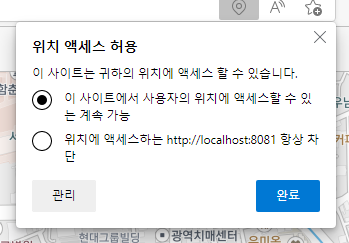 위치 액세스 허용
이 사이트는 귀하의 위치에 액세스 할 수 있습니다.
이 사이트에서 사용자의 위치에 액세스할 수 있
는 계속 가능
위치에 액세스하는 http://localhost:8081 항상 차
단
관리
완료
현대그룹빌딩
광역치매센터